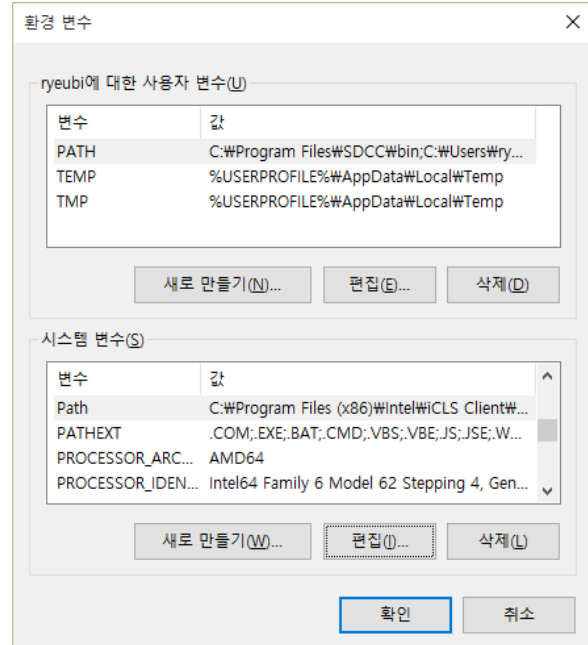 환경 변수
ryeubi에 대한 사용자 변수(U)
변수 값
PATH C:₩Program Files₩SDCC₩bin;C:₩Users₩ry...
TEMP %USERPROFILE%₩AppData₩Local₩Temp
TMP %USERPROFILE%₩AppData₩Local₩Temp
새로 만들기(N)... 편집(E)... 삭제(D)
시스템 변수(S)
변수 값
Path C:₩Program Files (x86)₩Intel₩iCLS Client₩...
PATHEXT .COM;.EXE;.BAT;.CMD;.VBS;.VBE;.JS;.JSE;.W...
PROCESSOR_ARC... AMD64
PROCESSOR_IDEN... Intel64 Family 6 Model 62 Stepping 4, Gen...
새로 만들기(W)... 편집(I)... 삭제(L)
확인 취소